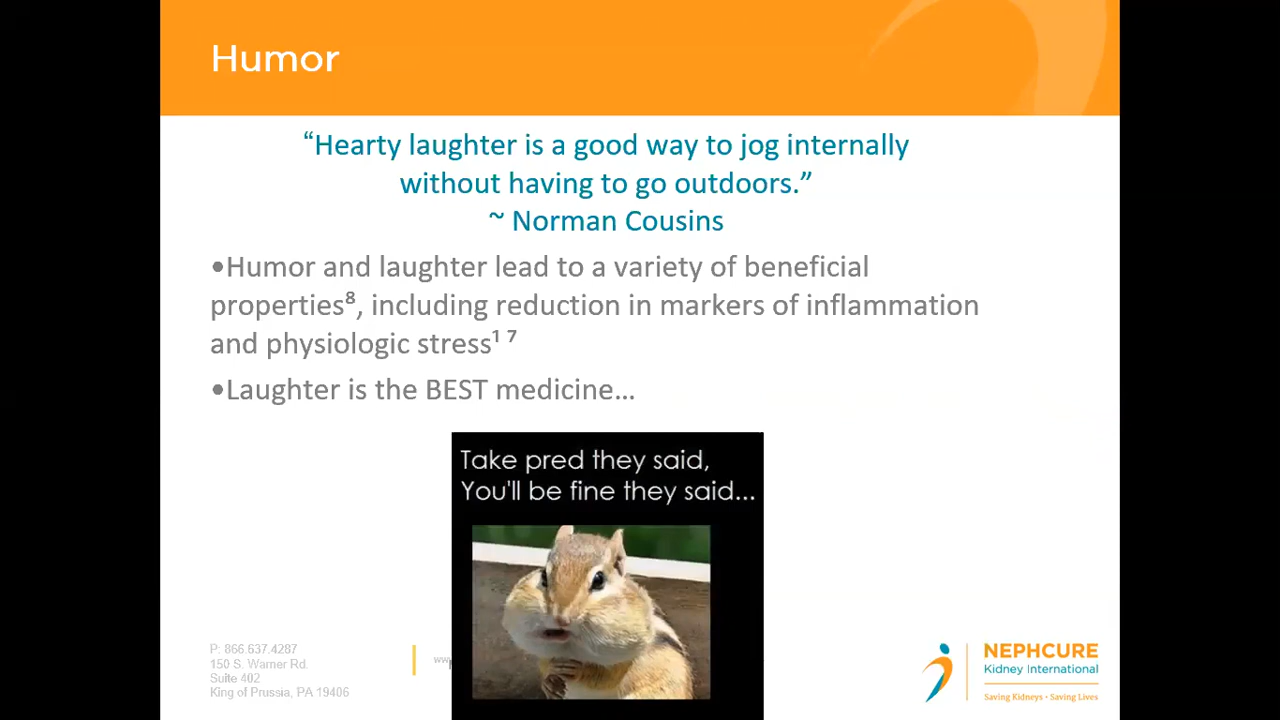 Humor
“Hearty laughter is a good way to jog internally
without having to go outdoors.”
~ Norman Cousins
•Humor and laughter lead to a variety of beneficial
properties⁸, including reduction in markers of inflammation
and physiologic stress¹ ⁷
•Laughter is the BEST medicine…
Take pred they said,
You'll be fine they said...
P: 866.637.4287
150 S. Warner Rd.
Suite 402
King of Prussia, PA 19406
NEPHCURE
Kidney International
Saving Kidneys • Saving Lives